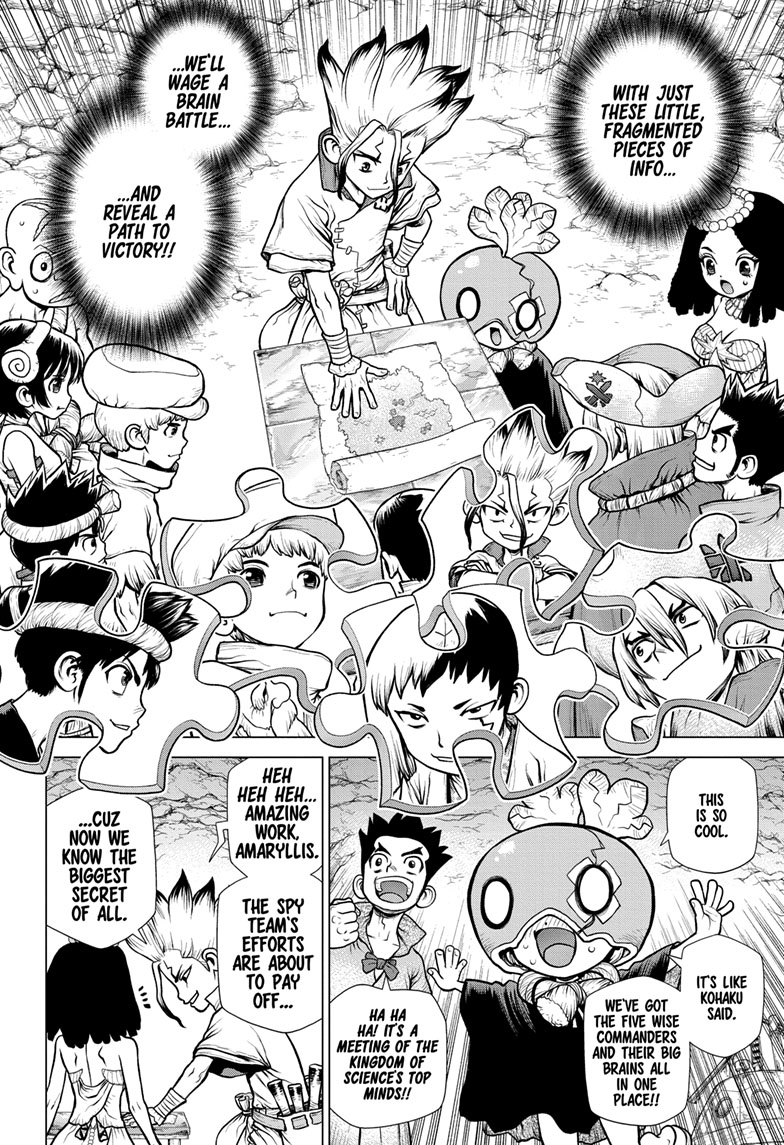 WITH JUST
THESE LITTLE,
FRAGMENTED
PIECES OF
INFO...
...WE'LL
WAGE A
BRAIN
BATTLE...
...AND
REVEAL A
PATH TO
VICTORY!!
THIS
IS SO
COOL.
IT'S LIKE
KOHAKU
SAID.
WE'VE GOT
THE FIVE WISE
COMMANDERS
AND THEIR BIG
BRAINS ALL
IN ONE
PLACE!!
HA HA
HA! IT'S A
MEETING OF THE
KINGDOM OF
SCIENCE'S TOP
MINDS!!
HEH
HEH HEH...
AMAZING
WORK,
AMARYLLIS.
THE SPY
TEAM'S
EFFORTS
ARE ABOUT
TO PAY
OFF...
...CUZ
NOW WE
KNOW THE
BIGGEST
SECRET
OF ALL.